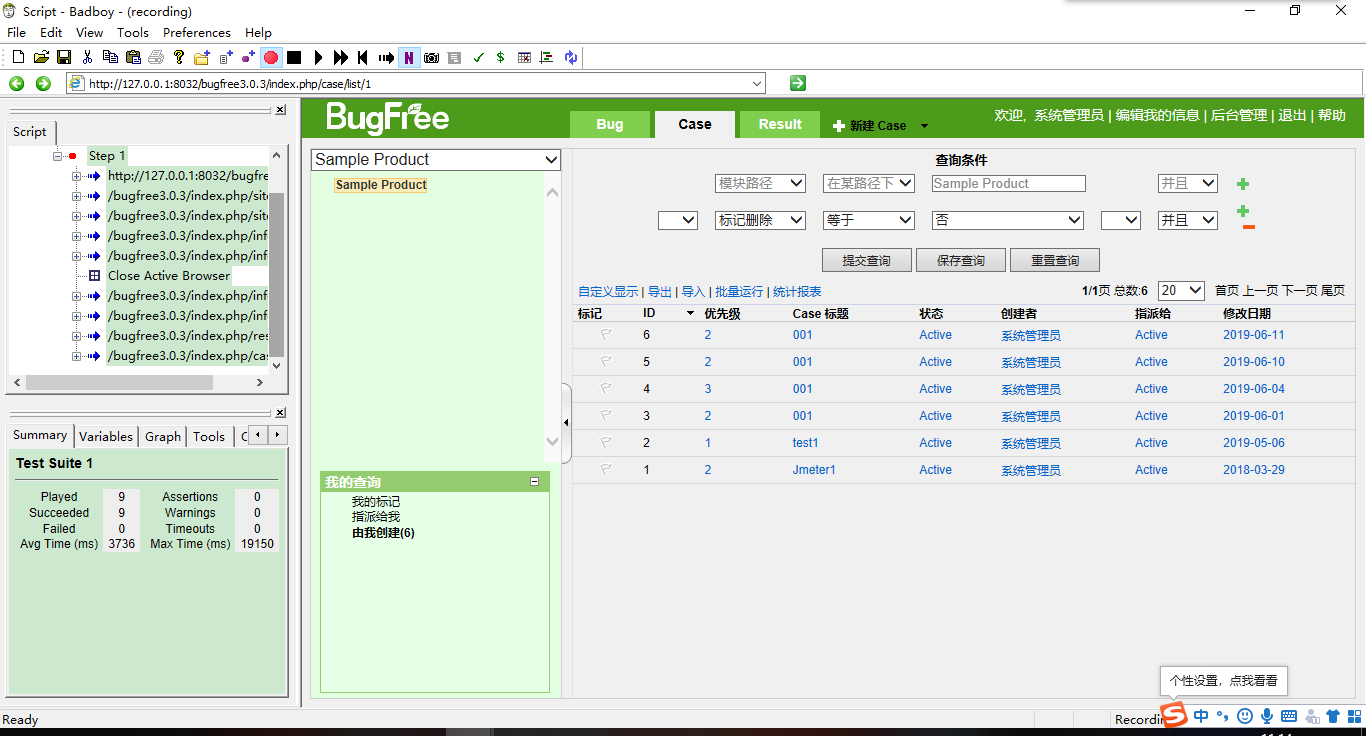 Script - Badboy - (recording)
File Edit View Tools Preferences Help
http://127.0.0.1:8032/bugfree3.0.3/index.php/case/list/1
Script
Step 1
http://127.0.0.1:8032/bugfre
/bugfree3.0.3/index.php/site
/bugfree3.0.3/index.php/site
/bugfree3.0.3/index.php/inf
/bugfree3.0.3/index.php/inf
Close Active Browser
/bugfree3.0.3/index.php/inf
/bugfree3.0.3/index.php/inf
/bugfree3.0.3/index.php/res
/bugfree3.0.3/index.php/cas
Summary Variables Graph Tools C
Test Suite 1
Played 9 Assertions 0
Succeeded 9 Warnings 0
Failed 0 Timeouts 0
Avg Time (ms) 3736 Max Time (ms) 19150
BugFree
Bug Case Result 新建 Case
欢迎, 系统管理员 | 编辑我的信息 | 后台管理 | 退出 | 帮助
Sample Product
Sample Product
我的查询
我的标记
指派给我
由我创建(6)
查询条件
模块路径 在某路径下 Sample Product 并且
标记删除 等于 否 并且
提交查询 保存查询 重置查询
自定义显示 | 导出 | 导入 | 批量运行 | 统计报表 1/1页 总数:6 20 首页 上一页 下一页 尾页
标记 ID 优先级 Case 标题 状态 创建者 指派给 修改日期
6 2 001 Active 系统管理员 Active 2019-06-11
5 2 001 Active 系统管理员 Active 2019-06-10
4 3 001 Active 系统管理员 Active 2019-06-04
3 2 001 Active 系统管理员 Active 2019-06-01
2 1 test1 Active 系统管理员 Active 2019-05-06
1 2 Jmeter1 Active 系统管理员 Active 2018-03-29
个性设置，点我看看
Ready Recordin
中